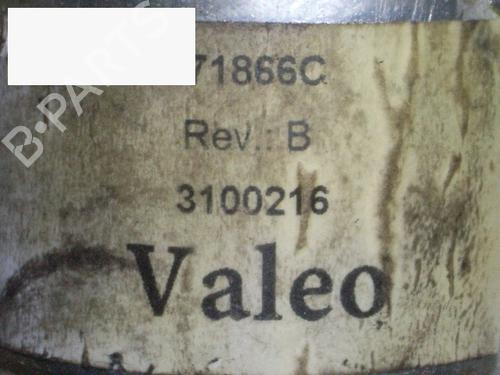 71866C
Rev.: B
3100216
Valeo
B-PARTS